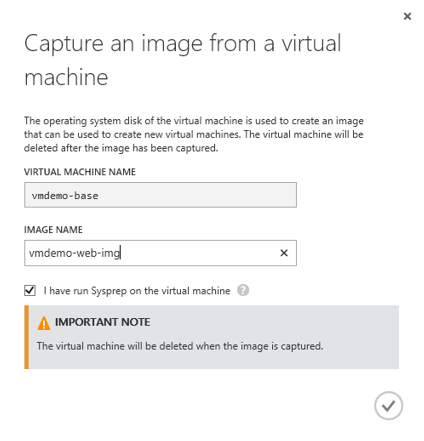 Capture an image from a virtual
machine
The operating system disk of the virtual machine is used to create an image
that can be used to create new virtual machines. The virtual machine will be
deleted after the image has been captured.
VIRTUAL MACHINE NAME
vmdemo-base
IMAGE NAME
vmdemo-web-img
I have run Sysprep on the virtual machine
IMPORTANT NOTE
The virtual machine will be deleted when the image is captured.